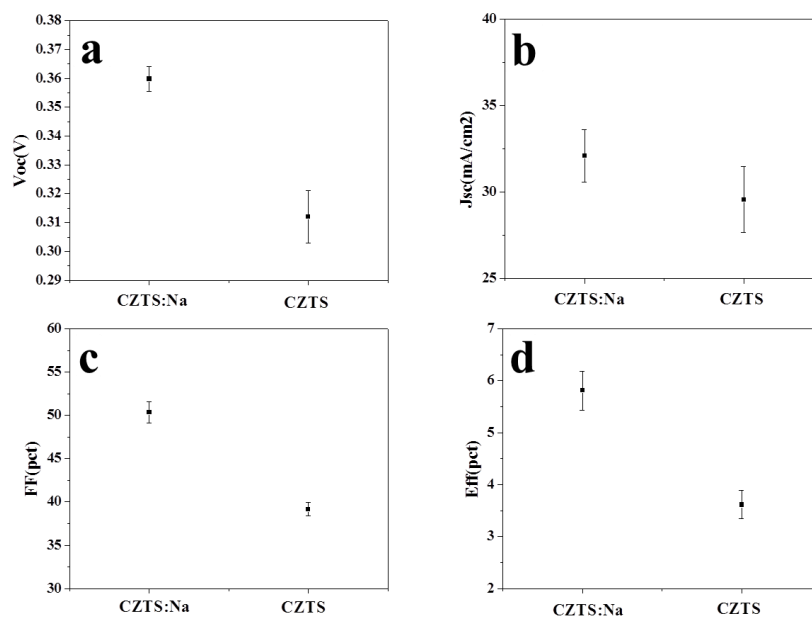 a
0.38
0.37
0.36
0.35
0.34
0.33
0.32
0.31
0.30
0.29
Voc(V)
CZTS:Na
CZTS
b
40
35
30
25
Jsc(mA/cm2)
CZTS:Na
CZTS
c
60
55
50
45
40
35
30
FF(pct)
CZTS:Na
CZTS
d
7
6
5
4
3
2
Eff(pct)
CZTS:Na
CZTS